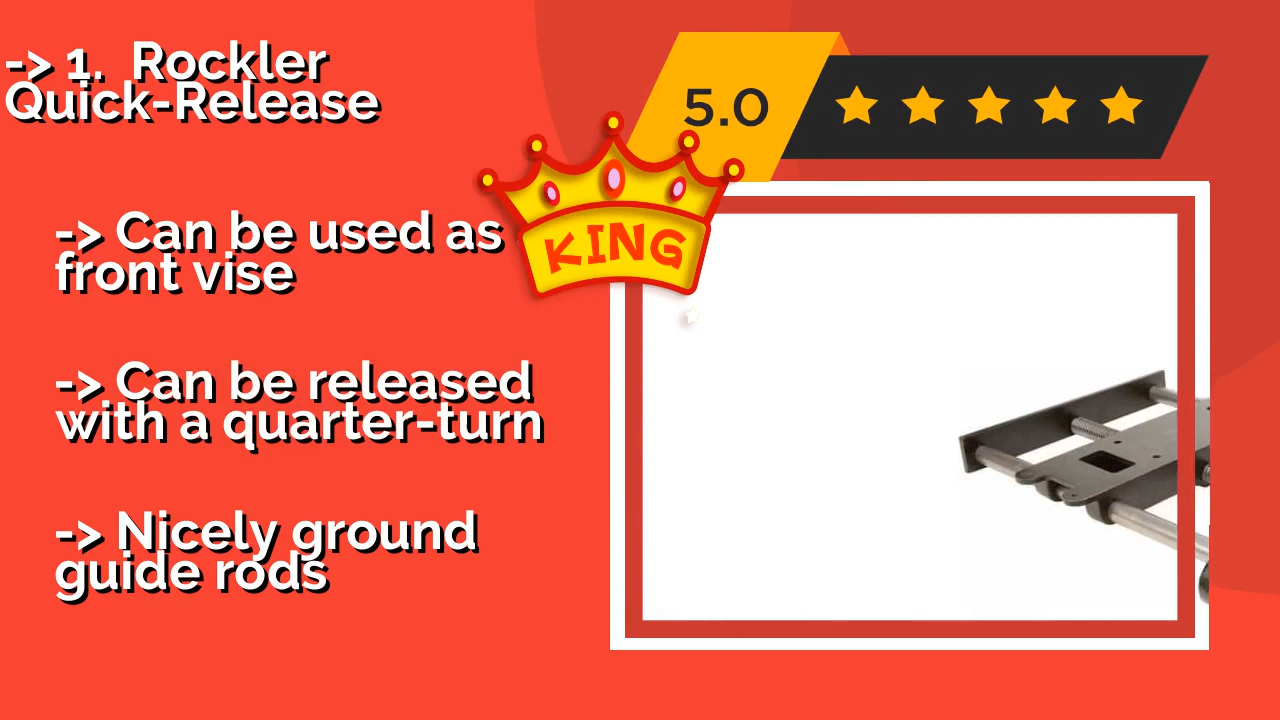 -> 1.  Rockler
Quick-Release
5.0
KING
-> Can be used as
front vise
-> Can be released
with a quarter-turn
-> Nicely ground
guide rods